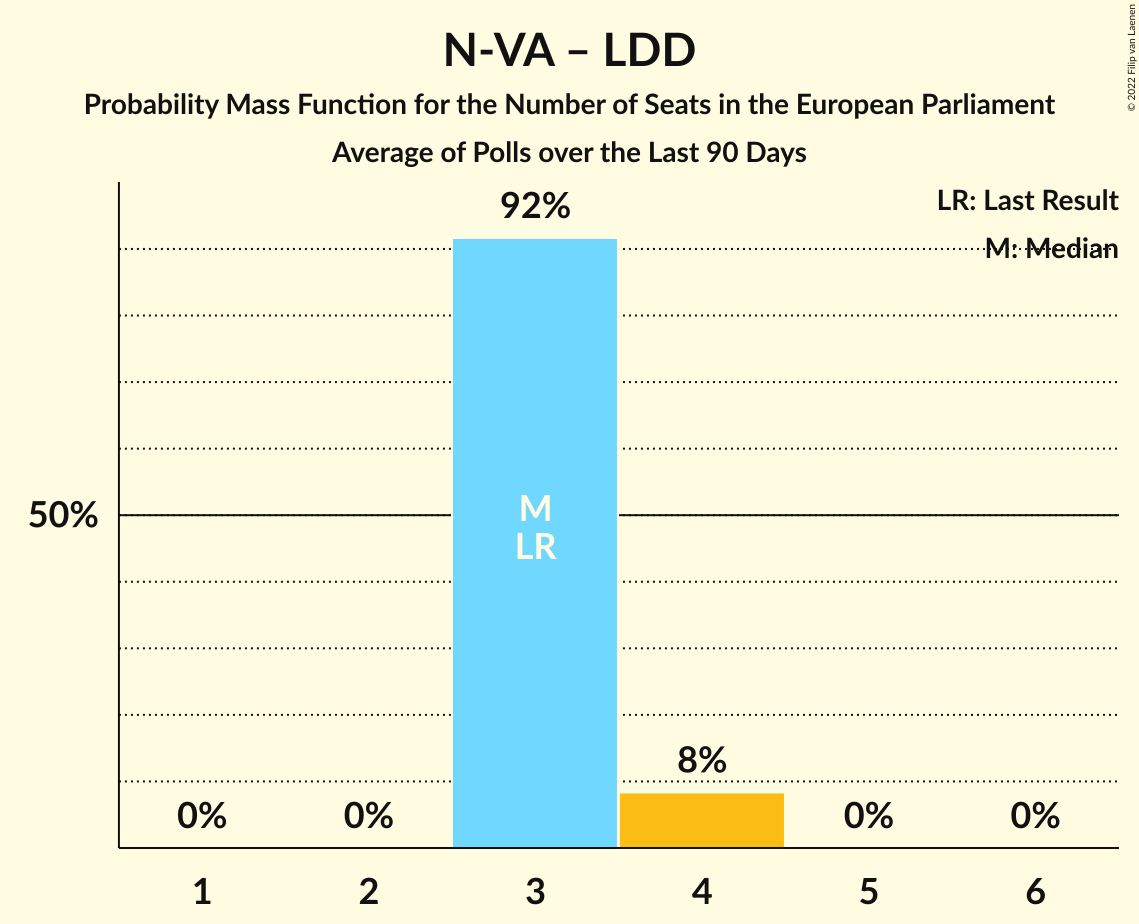 N-VA – LDD
Probability Mass Function for the Number of Seats in the European Parliament
Average of Polls over the Last 90 Days
© 2022 Filip van Laenen
LR: Last Result
M: Median
92%
50%
M
LR
8%
0%
0%
0%
0%
1
2
3
4
5
6